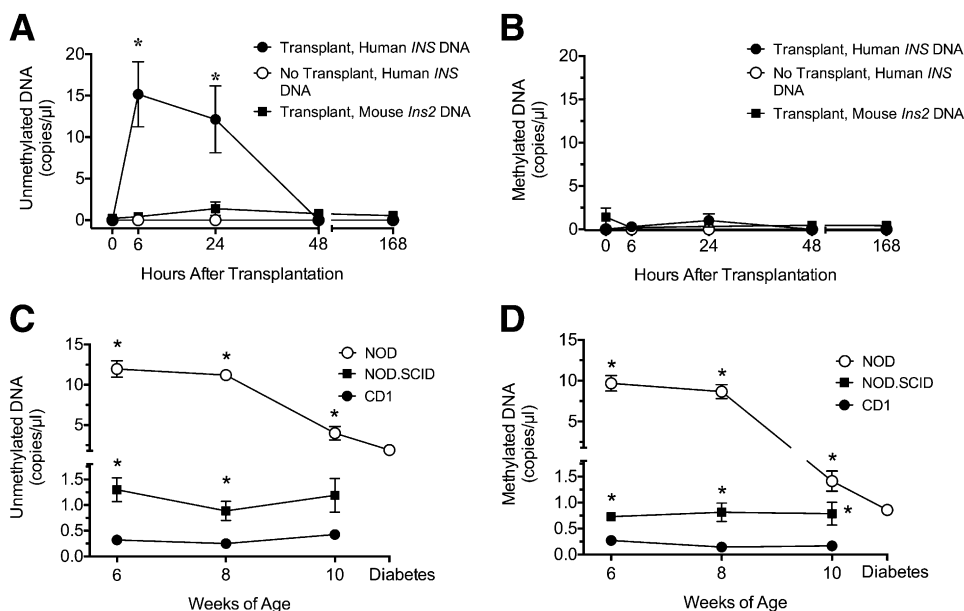 A
Unmethylated DNA
(copies/µl)
20
15
10
5
0
*
*
Transplant, Human INS DNA
No Transplant, Human INS
DNA
Transplant, Mouse Ins2 DNA
0 6 24 48 168
Hours After Transplantation
B
Methylated DNA
(copies/µl)
20
15
10
5
0
Transplant, Human INS DNA
No Transplant, Human INS
DNA
Transplant, Mouse Ins2 DNA
0 6 24 48 168
Hours After Transplantation
C
Unmethylated DNA
(copies/µl)
15
10
5
1.5
1.0
0.5
0.0
*
*
*
*
*
NOD
NOD.SCID
CD1
6 8 10 Diabetes
Weeks of Age
D
Methylated DNA
(copies/µl)
15
10
5
1.5
1.0
0.5
0.0
*
*
*
*
*
*
NOD
NOD.SCID
CD1
6 8 10 Diabetes
Weeks of Age